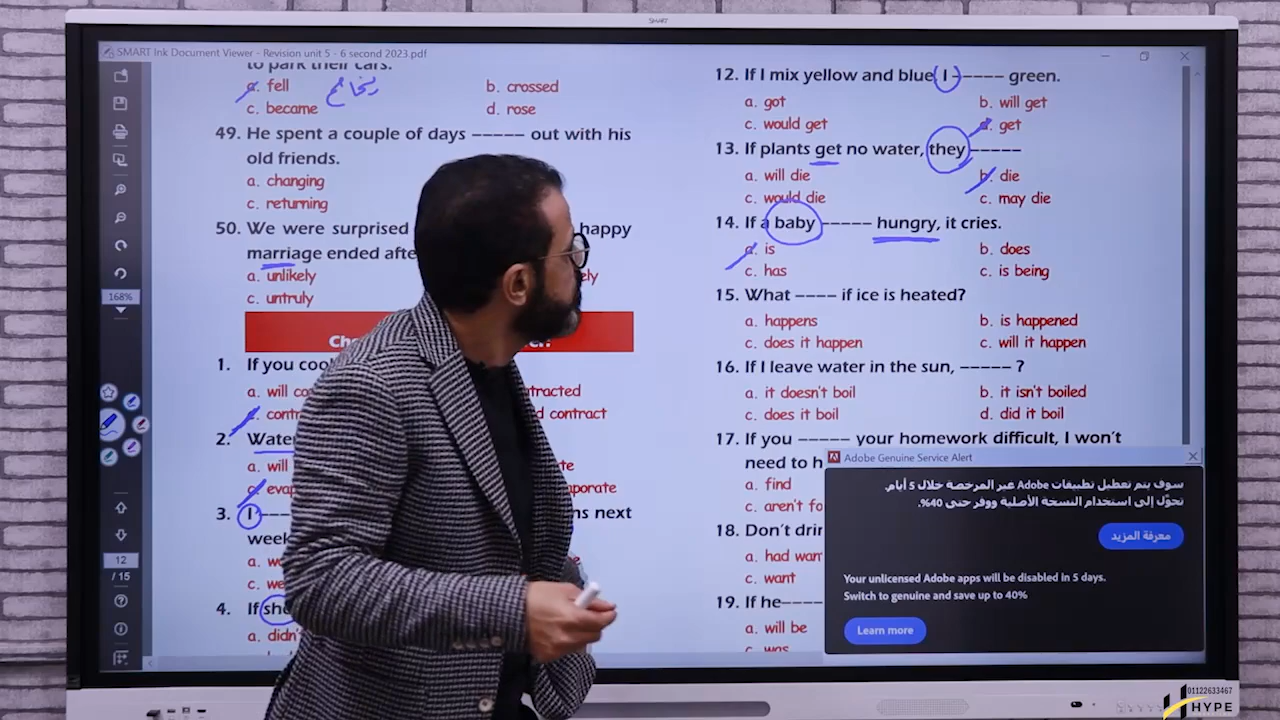 SMART
SMART Ink Document Viewer - Revision unit 5 - 6 second 2023.pdf
to park their cars.
a. fell
b. crossed
c. became
d. rose
49. He spent a couple of days ----- out with his
old friends.
a. changing
c. returning
50. We were surprised
happy
marriage ended afte
a. unlikely
ely
c. untruly
1. If you coo
a. will co
tracted
c. contr
d contract
2. Water
a. will
te
c. evap
aporate
3. I
ns next
week
4. If she
a. didn't
12. If I mix yellow and blue, I ---- green.
a. got
b. will get
c. would get
d. get
13. If plants get no water, they -----
a. will die
b. die
c. would die
c. may die
14. If a baby ----- hungry, it cries.
a. is
b. does
c. has
c. is being
15. What ---- if ice is heated?
a. happens
b. is happened
c. does it happen
c. will it happen
16. If I leave water in the sun, ----- ?
a. it doesn't boil
b. it isn't boiled
c. does it boil
d. did it boil
17. If you ----- your homework difficult, I won't
need to h
a. find
c. aren't fo
18. Don't drin
a. had wan
c. want
19. If he----
a. will be
c. was
168%
12
/ 15
Adobe Genuine Service Alert
سوف يتم تعطيل تطبيقات Adobe غير المرخصة خلال 5 أيام.
تحوّل إلى استخدام النسخة الأصلية ووفر حتى 40%.
معرفة المزيد
Your unlicensed Adobe apps will be disabled in 5 days.
Switch to genuine and save up to 40%
Learn more
01122633467
HYPE